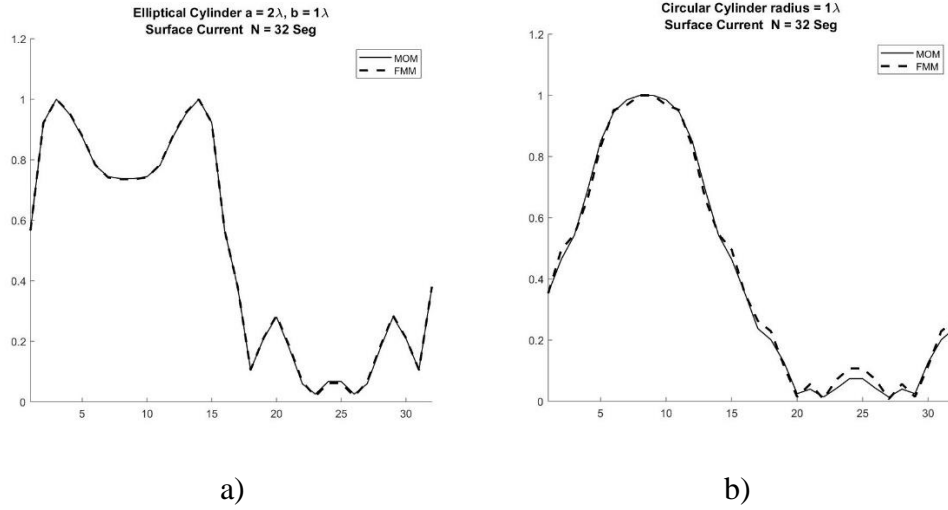 Elliptical Cylinder a = 2λ, b = 1λ
Surface Current N = 32 Seg
1.2
1
0.8
0.6
0.4
0.2
0
5
10
15
20
25
30
MOM
FMM
a)
Circular Cylinder radius = 1λ
Surface Current N = 32 Seg
1.2
1
0.8
0.6
0.4
0.2
0
5
10
15
20
25
30
MOM
FMM
b)